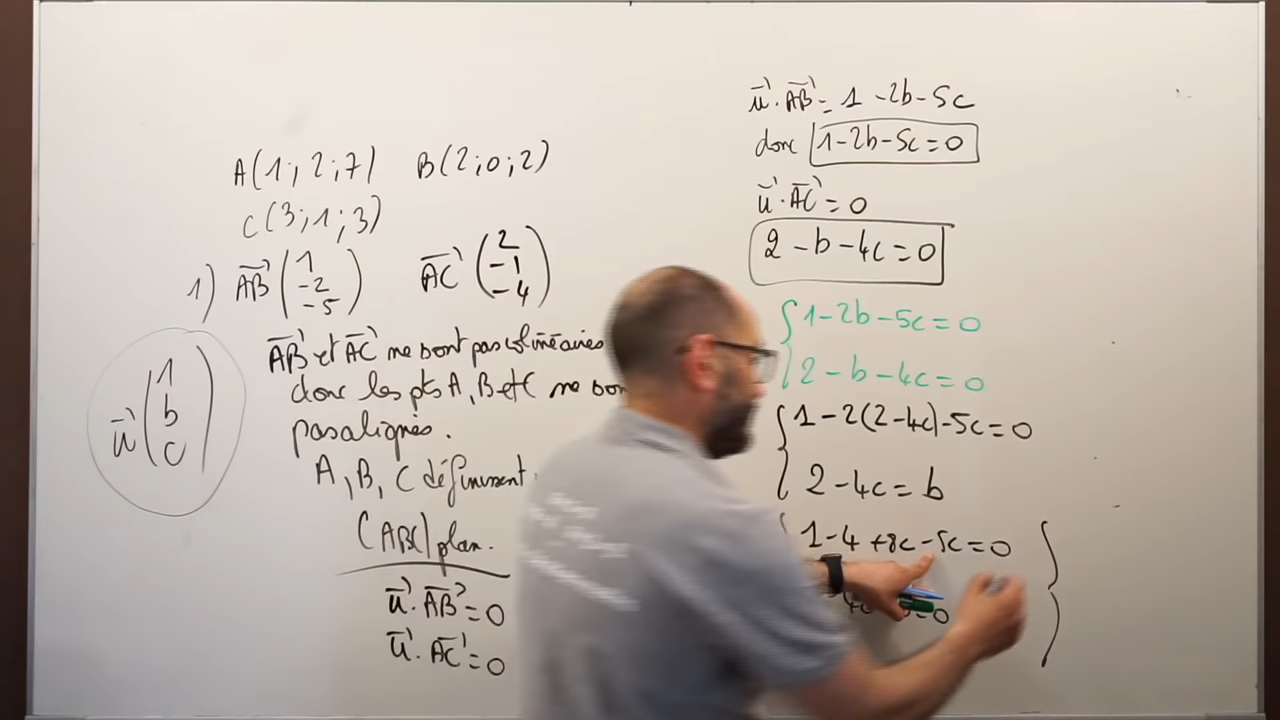 A(1;2;7) B(2;0;2)
C(3;1;3)
1) AB⃗ (1 -2 -5) AC⃗ (2 -1 -4)
AB⃗ et AC⃗ ne sont pas colinéaires
donc les pts A, B et C ne
pas alignés.
A, B, C définissent
(ABC) plan.
u⃗.AB⃗=0
u⃗.AC⃗=0
u⃗ (1 b c)
u⃗.AB⃗= 1-2b-5c
donc 1-2b-5c=0
u⃗.AC⃗=0
2-b-4c=0
{1-2b-5c=0
2-b-4c=0
{1-2(2-4c)-5c=0
2-4c=b
{1-4+8c-5c=0 }